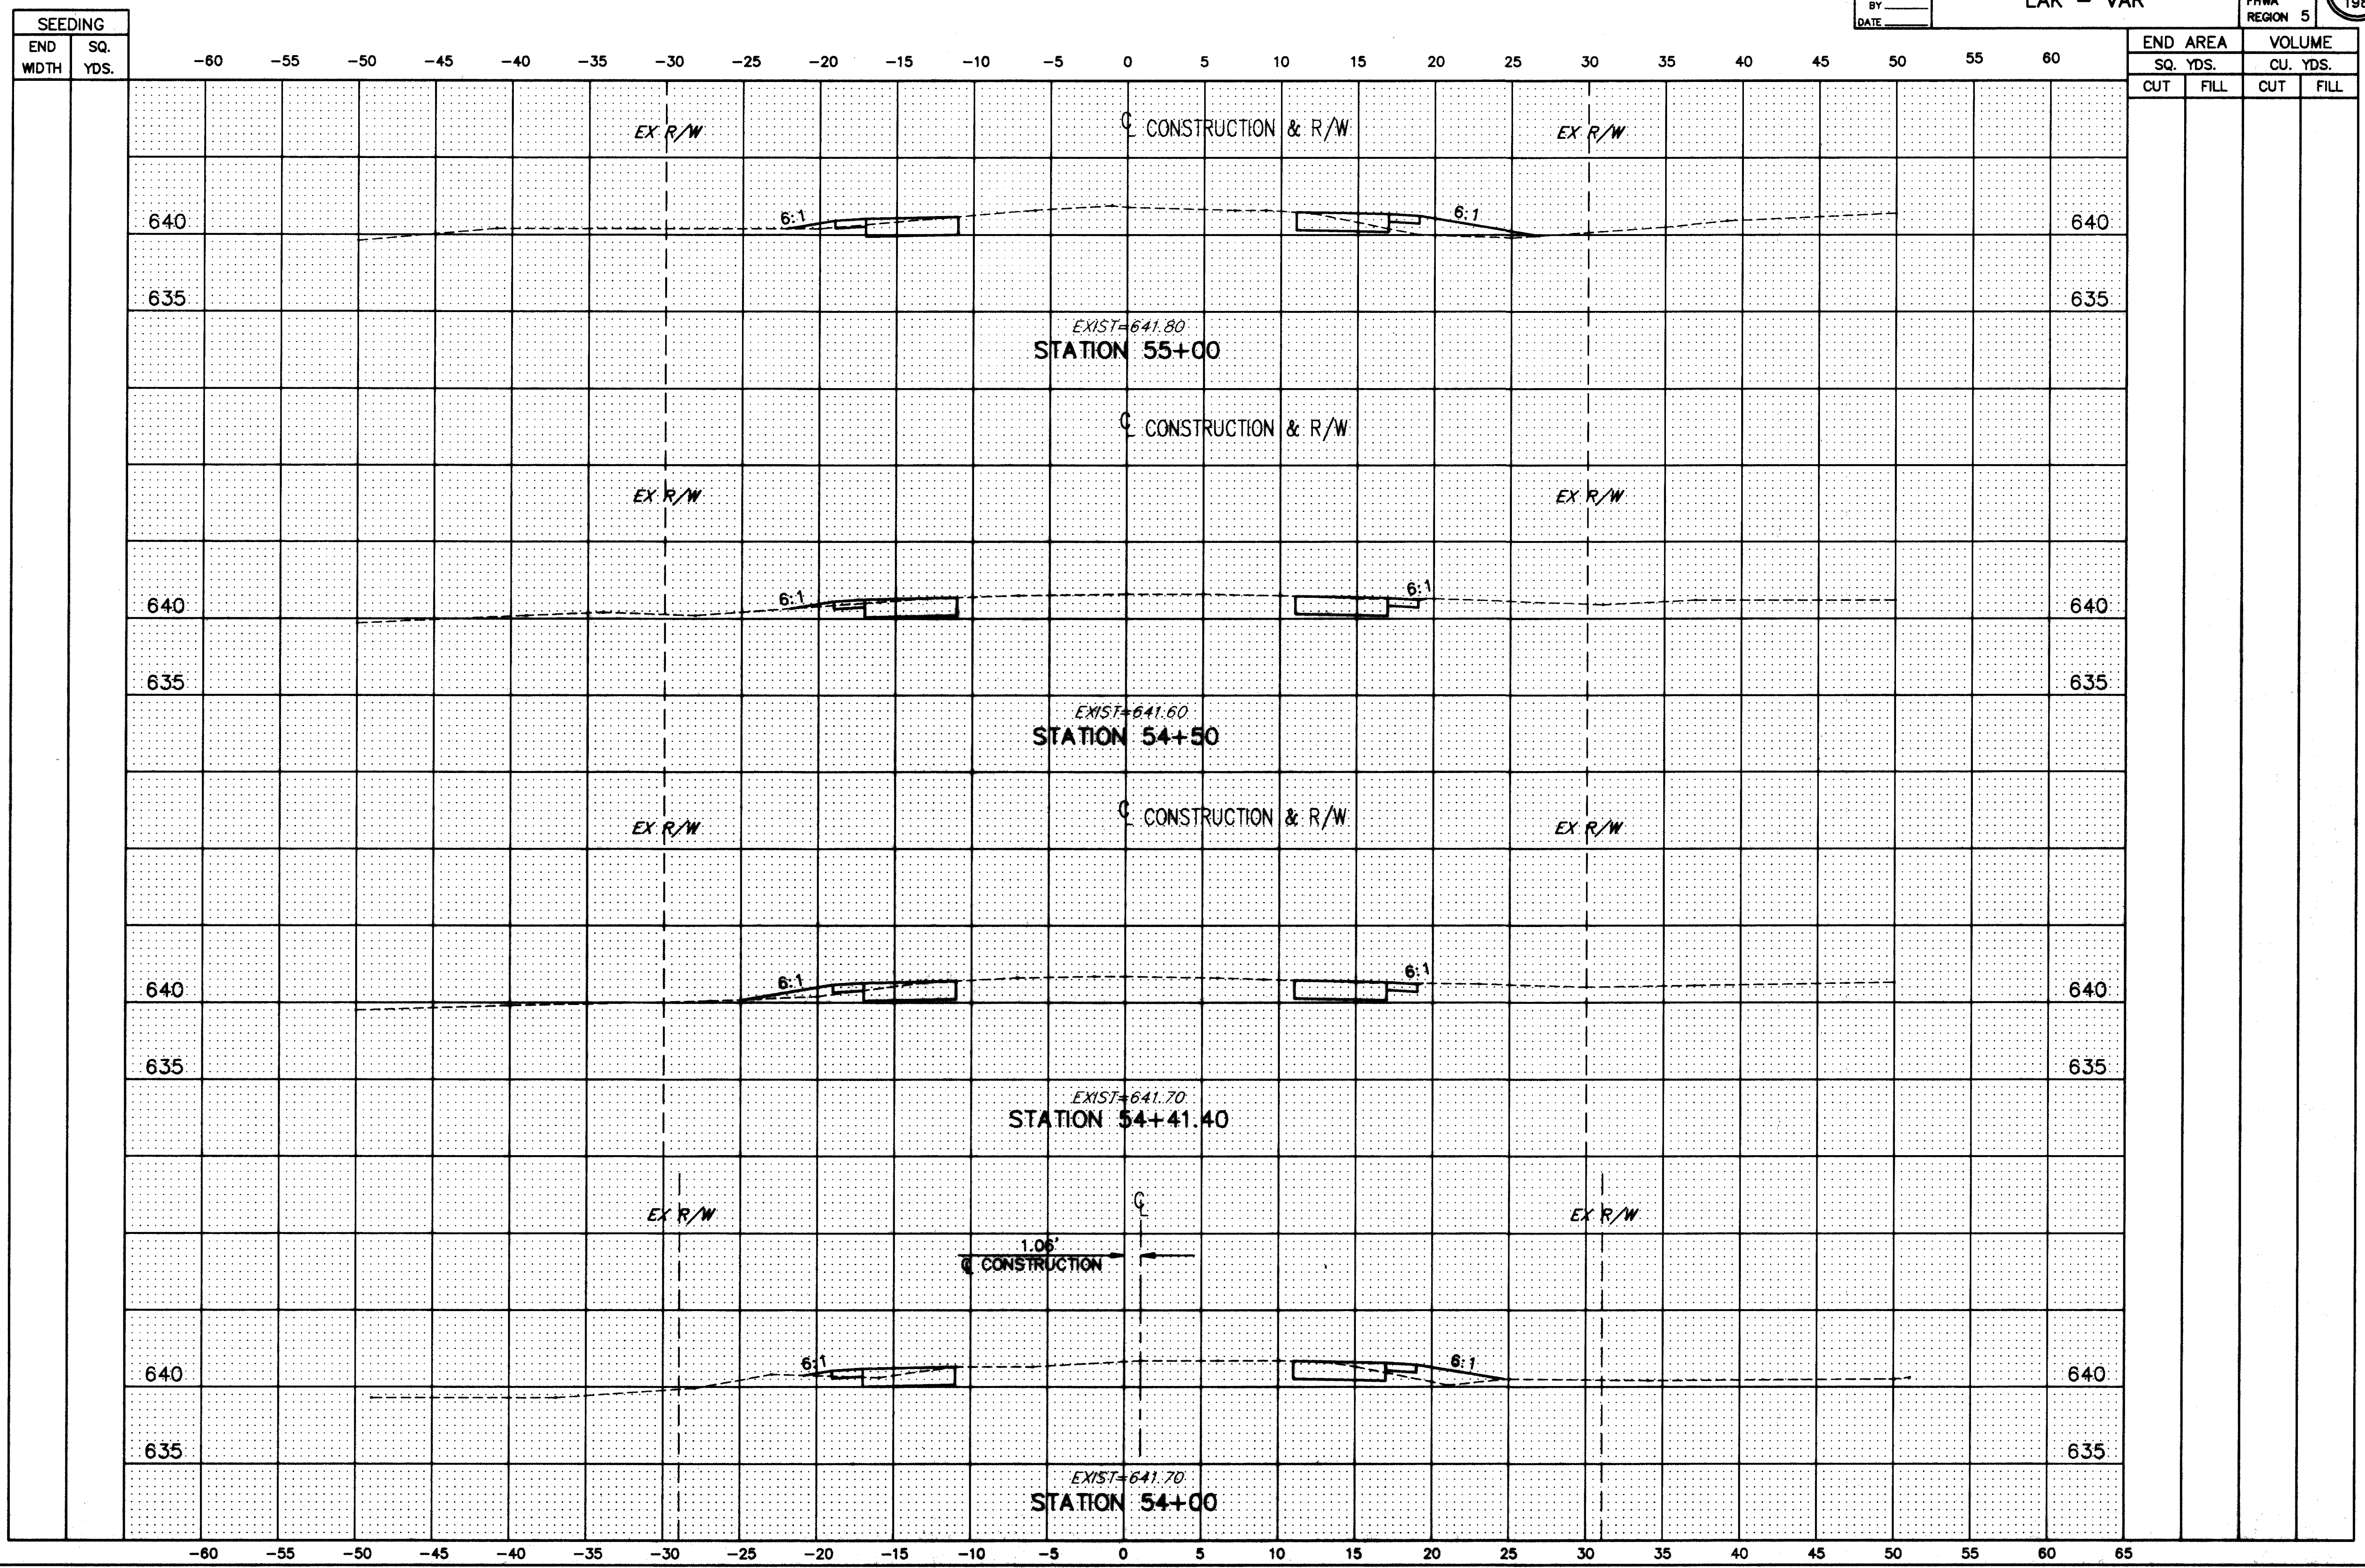 BY
DATE
LAK - VAR
REGION 5
SEEDING
END WIDTH SQ. YDS.
-60 -55 -50 -45 -40 -35 -30 -25 -20 -15 -10 -5 0 5 10 15 20 25 30 35 40 45 50 55 60
END AREA VOLUME
SQ. YDS. CU. YDS.
CUT FILL CUT FILL
EX R/W ℄ CONSTRUCTION & R/W EX R/W
6:1 6:1
640 640
635 635
EXIST=641.80
STATION 55+00
℄ CONSTRUCTION & R/W
EX R/W EX R/W
6:1 6:1
640 640
635 635
EXIST=641.60
STATION 54+50
℄ CONSTRUCTION & R/W
EX R/W EX R/W
6:1 6:1
640 640
635 635
EXIST=641.70
STATION 54+41.40
℄
EX R/W EX R/W
1.06'
℄ CONSTRUCTION
6:1 6:1
640 640
635 635
EXIST=641.70
STATION 54+00
-60 -55 -50 -45 -40 -35 -30 -25 -20 -15 -10 -5 0 5 10 15 20 25 30 35 40 45 50 55 60 65